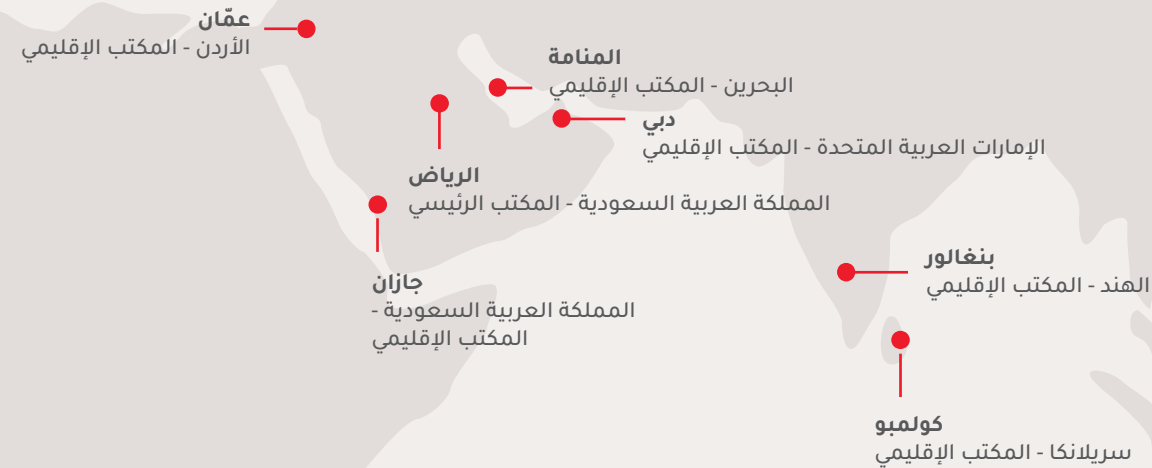 عمّان
الأردن - المكتب الإقليمي
المنامة
البحرين - المكتب الإقليمي
دبي
الإمارات العربية المتحدة - المكتب الإقليمي
الرياض
المملكة العربية السعودية - المكتب الرئيسي
بنغالور
الهند - المكتب الإقليمي
جازان
المملكة العربية السعودية -
المكتب الإقليمي
كولمبو
سريلانكا - المكتب الإقليمي